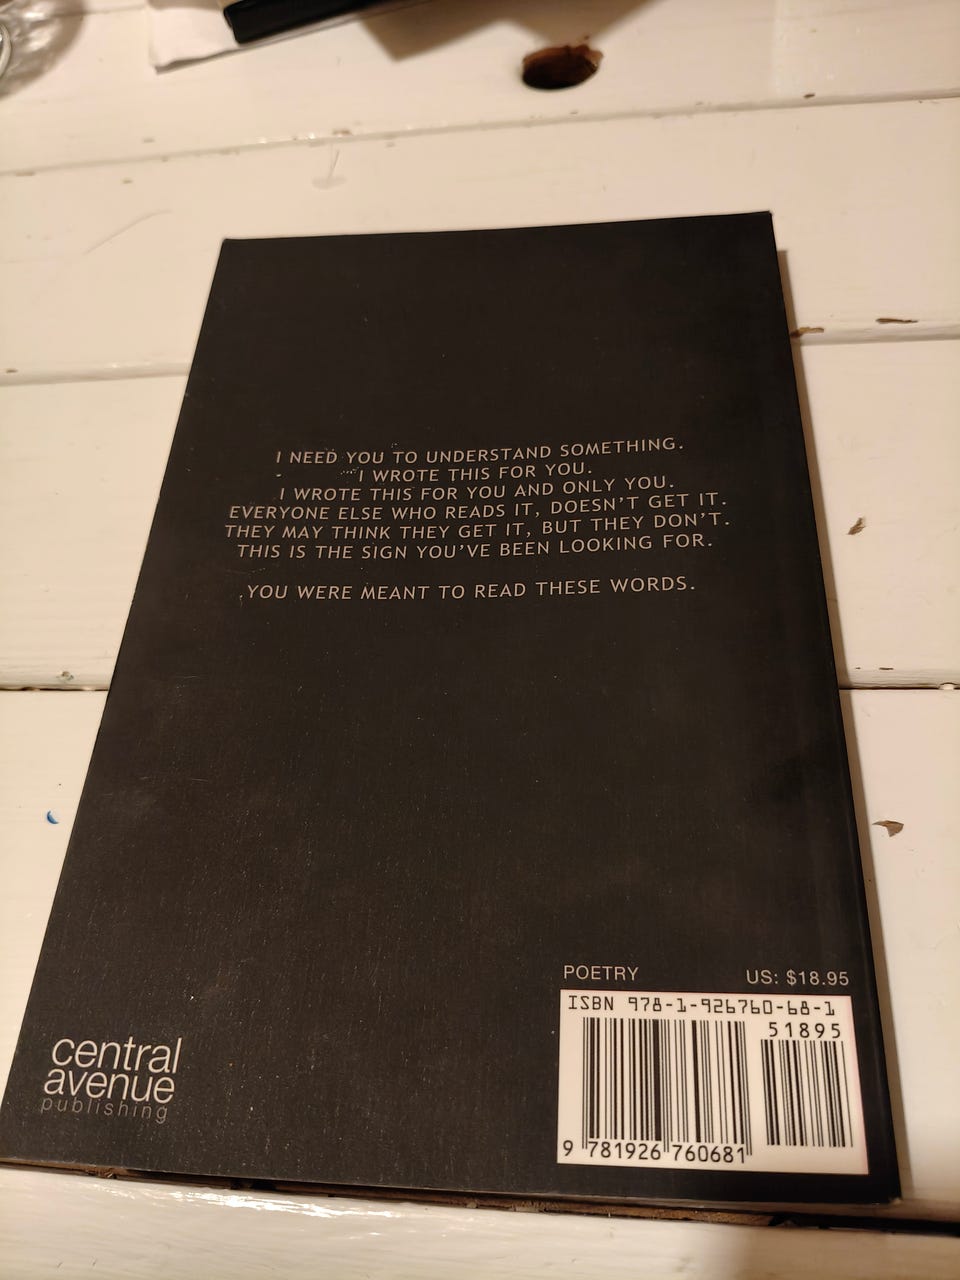 I NEED YOU TO UNDERSTAND SOMETHING.
I WROTE THIS FOR YOU.
I WROTE THIS FOR YOU AND ONLY YOU.
EVERYONE ELSE WHO READS IT, DOESN'T GET IT.
THEY MAY THINK THEY GET IT, BUT THEY DON'T.
THIS IS THE SIGN YOU'VE BEEN LOOKING FOR.
YOU WERE MEANT TO READ THESE WORDS.
POETRY US: $18.95
ISBN 978-1-926760-68-1
51895
9 781926 760681
central
avenue
publishing